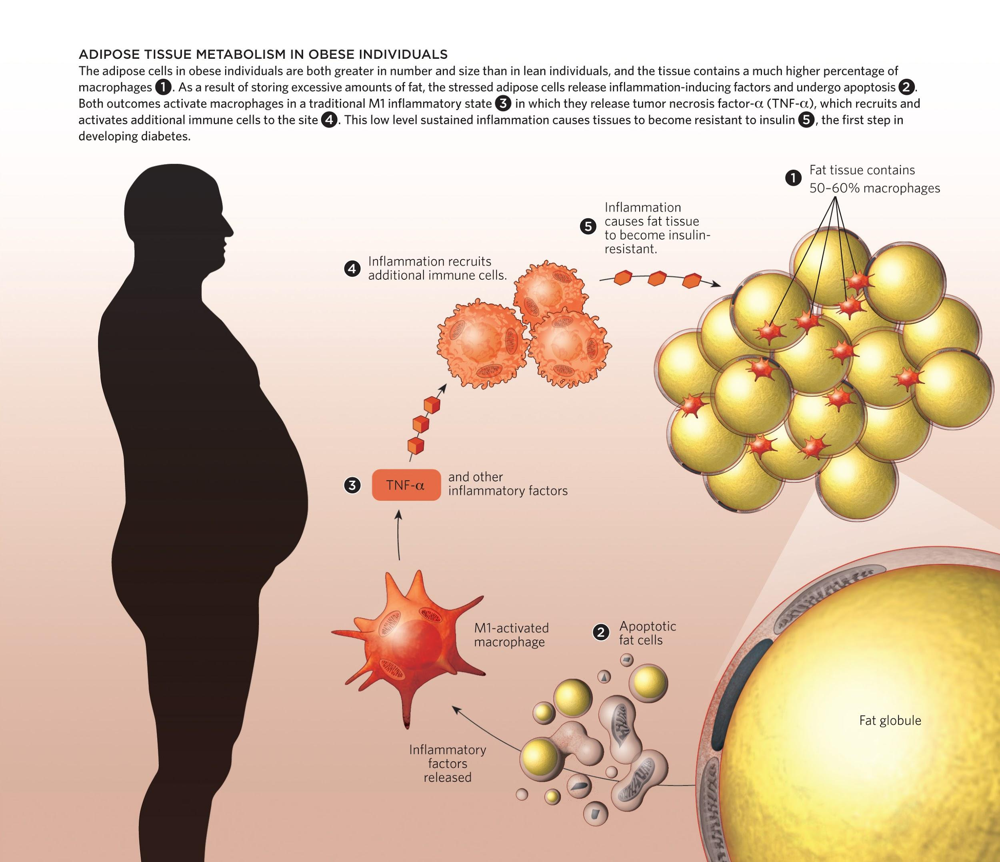 ADIPOSE TISSUE METABOLISM IN OBESE INDIVIDUALS
The adipose cells in obese individuals are both greater in number and size than in lean individuals, and the tissue contains a much higher percentage of
macrophages 1. As a result of storing excessive amounts of fat, the stressed adipose cells release inflammation-inducing factors and undergo apoptosis 2.
Both outcomes activate macrophages in a traditional M1 inflammatory state 3 in which they release tumor necrosis factor-α (TNF-α), which recruits and
activates additional immune cells to the site 4. This low level sustained inflammation causes tissues to become resistant to insulin 5, the first step in
developing diabetes.
1 Fat tissue contains
50–60% macrophages
5 Inflammation
causes fat tissue
to become insulin-
resistant.
4 Inflammation recruits
additional immune cells.
3 TNF-α and other
inflammatory factors
M1-activated
macrophage
2 Apoptotic
fat cells
Fat globule
Inflammatory
factors
released